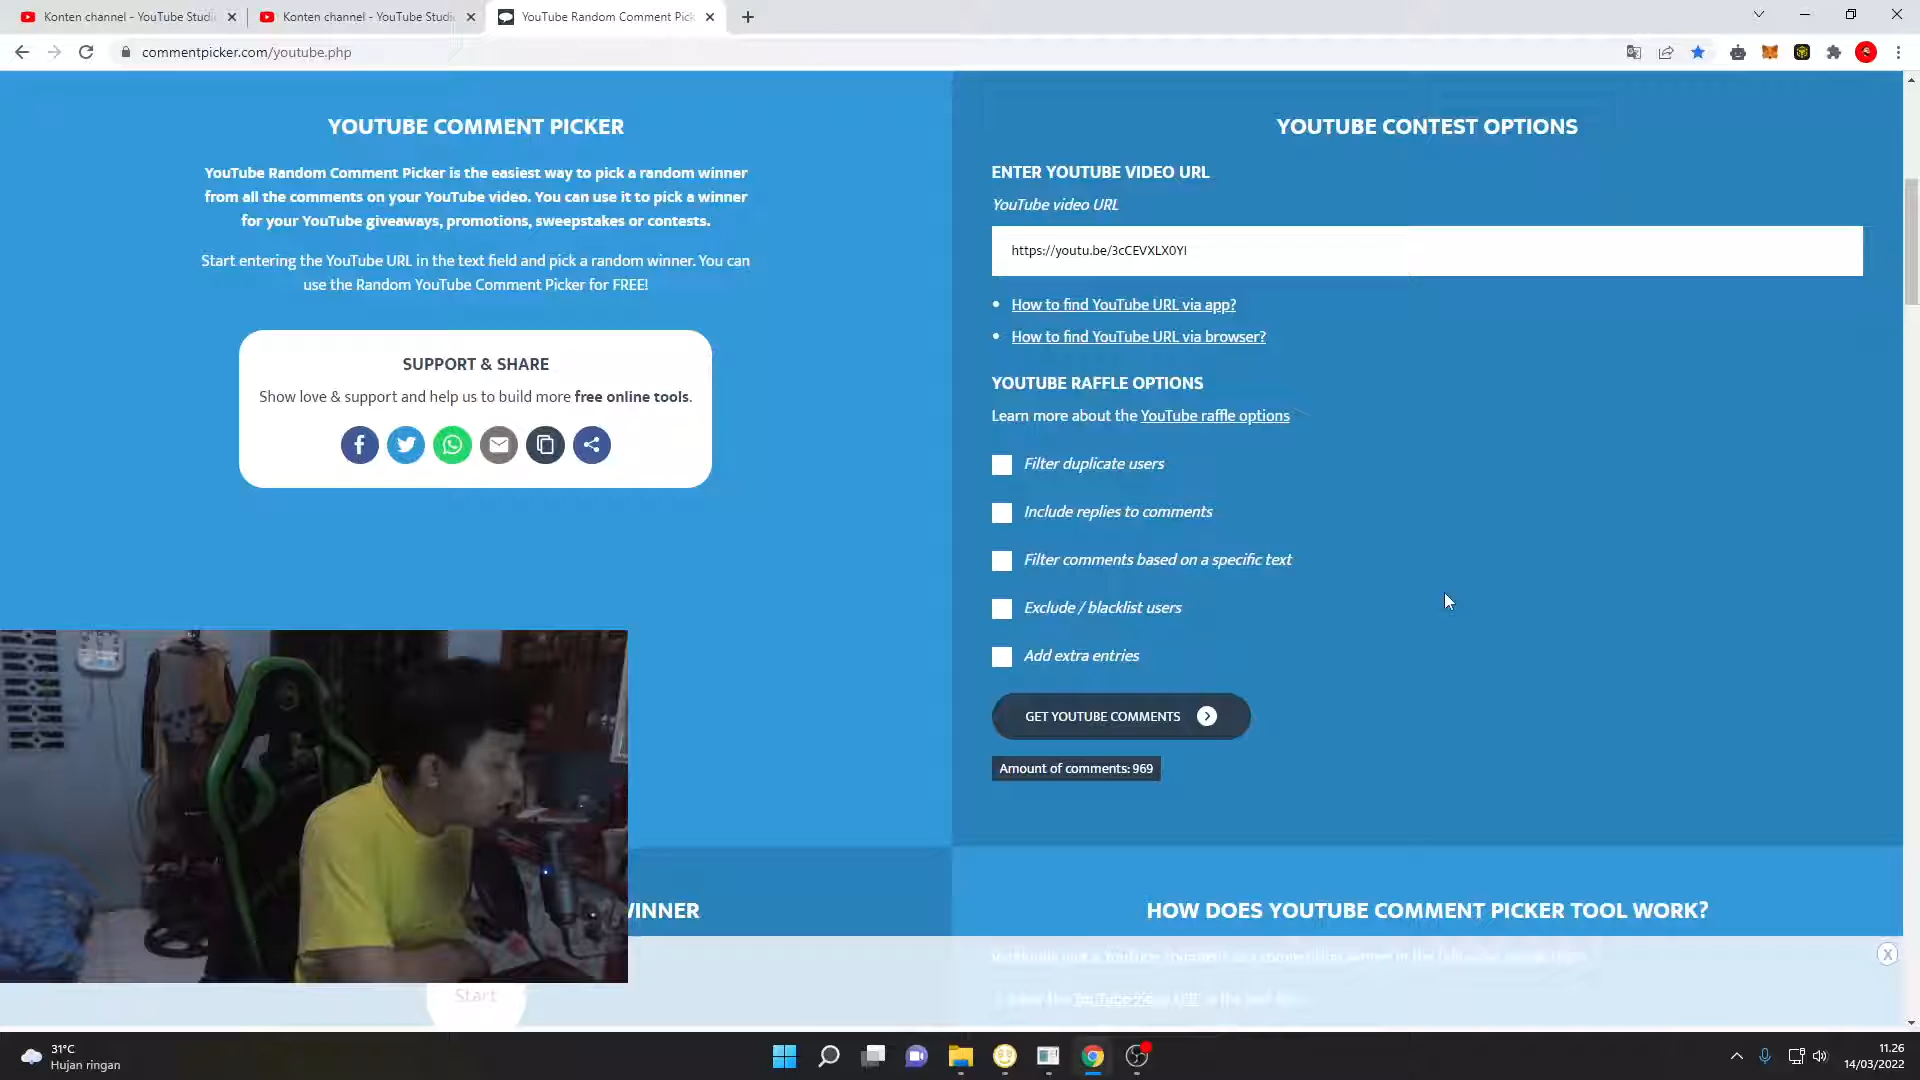 Konten channel - YouTube Studi
Konten channel - YouTube Studi
YouTube Random Comment Pick
commentpicker.com/youtube.php
YOUTUBE COMMENT PICKER
YouTube Random Comment Picker is the easiest way to pick a random winner
from all the comments on your YouTube video. You can use it to pick a winner
for your YouTube giveaways, promotions, sweepstakes or contests.
Start entering the YouTube URL in the text field and pick a random winner. You can
use the Random YouTube Comment Picker for FREE!
SUPPORT & SHARE
Show love & support and help us to build more free online tools.
YOUTUBE CONTEST OPTIONS
ENTER YOUTUBE VIDEO URL
YouTube video URL
https://youtu.be/3cCEVXLX0YI
• How to find YouTube URL via app?
• How to find YouTube URL via browser?
YOUTUBE RAFFLE OPTIONS
Learn more about the YouTube raffle options
Filter duplicate users
Include replies to comments
Filter comments based on a specific text
Exclude / blacklist users
Add extra entries
GET YOUTUBE COMMENTS
Amount of comments: 969
WINNER
Start
HOW DOES YOUTUBE COMMENT PICKER TOOL WORK?
X
31°C
Hujan ringan
11.26
14/03/2022